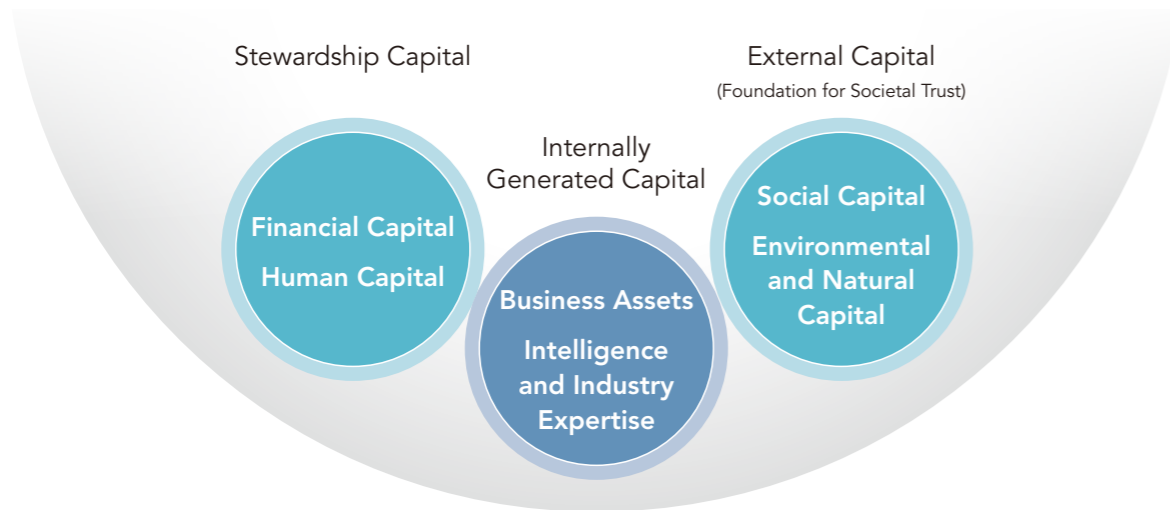 Stewardship Capital
Financial Capital
Human Capital
Internally
Generated Capital
Business Assets
Intelligence
and Industry
Expertise
External Capital
(Foundation for Societal Trust)
Social Capital
Environmental
and Natural
Capital